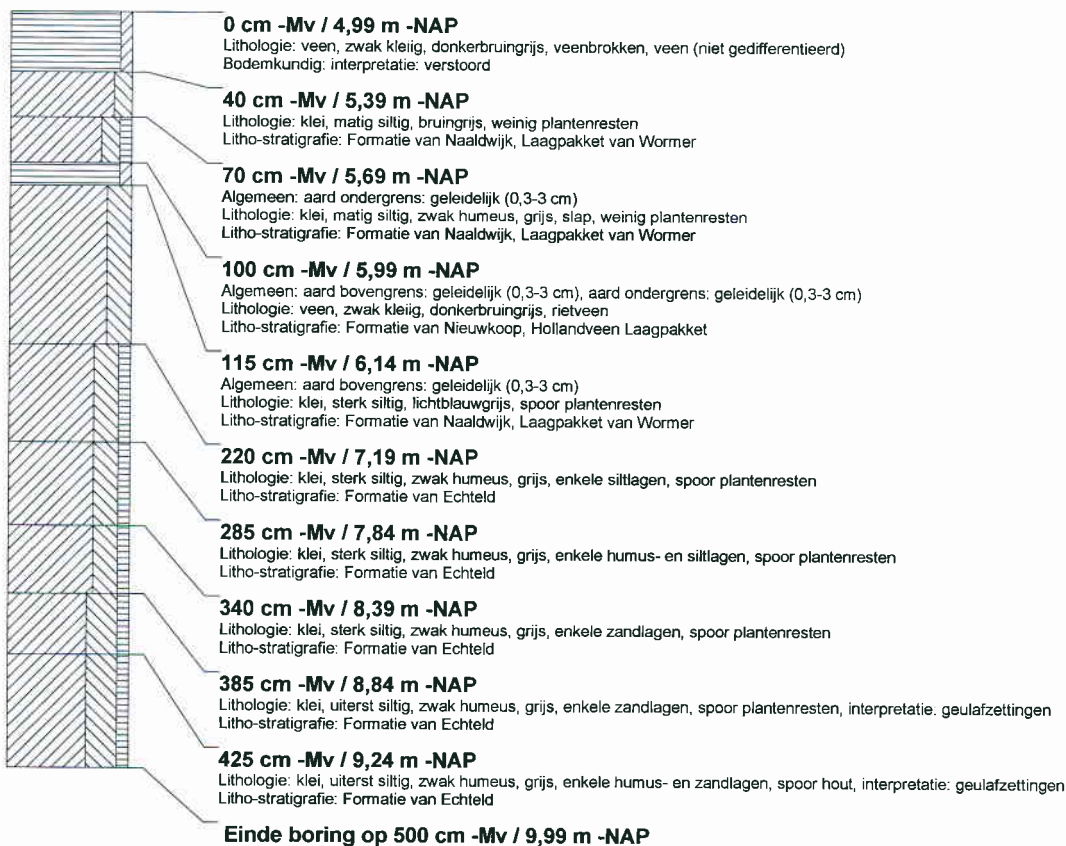 0 cm -Mv / 4,99 m -NAP
Lithologie: veen, zwak kleiig, donkerbruingrijs, veenbrokken, veen (niet gedifferentieerd)
Bodemkundig: interpretatie: verstoord
40 cm -Mv / 5,39 m -NAP
Lithologie: klei, matig siltig, bruingrijs, weinig plantenresten
Litho-stratigrafie: Formatie van Naaldwijk, Laagpakket van Wormer
70 cm -Mv / 5,69 m -NAP
Algemeen: aard ondergrens: geleidelijk (0,3-3 cm)
Lithologie: klei, matig siltig, zwak humeus, grijs, slap, weinig plantenresten
Litho-stratigrafie: Formatie van Naaldwijk, Laagpakket van Wormer
100 cm -Mv / 5,99 m -NAP
Algemeen: aard bovengrens: geleidelijk (0,3-3 cm), aard ondergrens: geleidelijk (0,3-3 cm)
Lithologie: veen, zwak kleiig, donkerbruingrijs, rietveen
Litho-stratigrafie: Formatie van Nieuwkoop, Hollandveen Laagpakket
115 cm -Mv / 6,14 m -NAP
Algemeen: aard bovengrens: geleidelijk (0,3-3 cm)
Lithologie: klei, sterk siltig, lichtblauwgrijs, spoor plantenresten
Litho-stratigrafie: Formatie van Naaldwijk, Laagpakket van Wormer
220 cm -Mv / 7,19 m -NAP
Lithologie: klei, sterk siltig, zwak humeus, grijs, enkele siltlagen, spoor plantenresten
Litho-stratigrafie: Formatie van Echteld
285 cm -Mv / 7,84 m -NAP
Lithologie: klei, sterk siltig, zwak humeus, grijs, enkele humus- en siltlagen, spoor plantenresten
Litho-stratigrafie: Formatie van Echteld
340 cm -Mv / 8,39 m -NAP
Lithologie: klei, sterk siltig, zwak humeus, grijs, enkele zandlagen, spoor plantenresten
Litho-stratigrafie: Formatie van Echteld
385 cm -Mv / 8,84 m -NAP
Lithologie: klei, uiterst siltig, zwak humeus, grijs, enkele zandlagen, spoor plantenresten, interpretatie: geulafzettingen
Litho-stratigrafie: Formatie van Echteld
425 cm -Mv / 9,24 m -NAP
Lithologie: klei, uiterst siltig, zwak humeus, grijs, enkele humus- en zandlagen, spoor hout, interpretatie: geulafzettingen
Litho-stratigrafie: Formatie van Echteld
Einde boring op 500 cm -Mv / 9,99 m -NAP